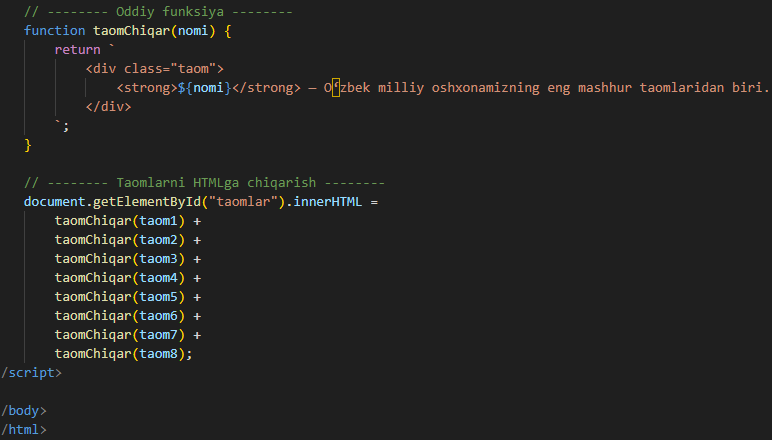 // -------- Oddiy funksiya --------
function taomChiqar(nomi) {
return `
<div class="taom">
<strong>${nomi}</strong> — Oʻzbek milliy oshxonamizning eng mashhur taomlaridan biri.
</div>
`;
}
// -------- Taomlarni HTMLga chiqarish --------
document.getElementById("taomlar").innerHTML =
taomChiqar(taom1) +
taomChiqar(taom2) +
taomChiqar(taom3) +
taomChiqar(taom4) +
taomChiqar(taom5) +
taomChiqar(taom6) +
taomChiqar(taom7) +
taomChiqar(taom8);
/script>
/body>
/html>